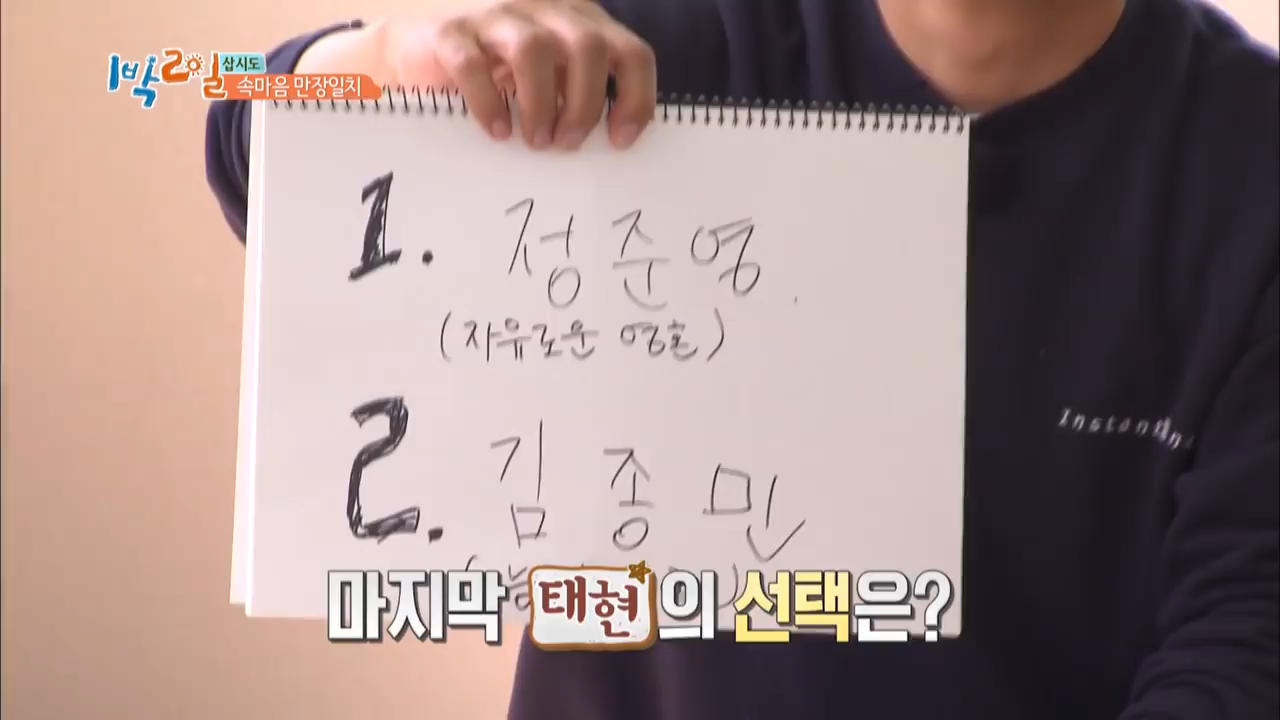 1박2일 삽시도
속마음 만장일치
1. 정준영.
(자유로운 영혼)
2. 김종민
마지막 태현의 선택은?